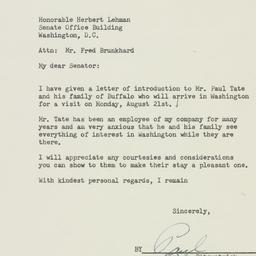 Honorable Herbert Lehman
Senate Office Building
Washington, D.C.
Attn: Mr. Fred Brunkhard
My dear Senator:
I have given a letter of introduction to Mr. Paul Tate
and his family of Buffalo who will arrive in Washington
for a visit on Monday, August 21st.
Mr. Tate has been an employee of my company for many
years and am very anxious that he and his family see
everything of interest in Washington while they are
there.
I will appreciate any courtesies and considerations
you can show to them to make their stay a pleasant one.
With kindest personal regards, I remain
Sincerely,
BY Paul